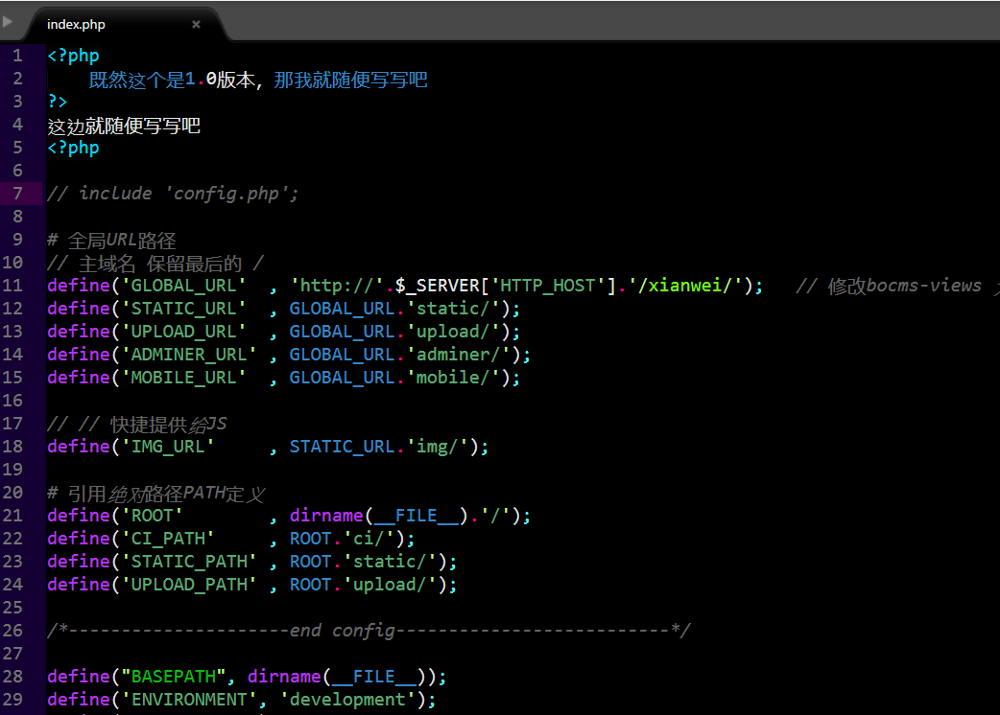 index.php ×
1 <?php
2     既然这个是1.0版本，那我就随便写写吧
3 ?>
4 这边就随便写写吧
5 <?php
6
7 // include 'config.php';
8
9 # 全局URL路径
10 // 主域名 保留最后的 /
11 define('GLOBAL_URL'  , 'http://'.$_SERVER['HTTP_HOST'].'/xianwei/');   // 修改bocms-views
12 define('STATIC_URL'  , GLOBAL_URL.'static/');
13 define('UPLOAD_URL'  , GLOBAL_URL.'upload/');
14 define('ADMINER_URL' , GLOBAL_URL.'adminer/');
15 define('MOBILE_URL'  , GLOBAL_URL.'mobile/');
16
17 // // 快捷提供给JS
18 define('IMG_URL'     , STATIC_URL.'img/');
19
20 # 引用绝对路径PATH定义
21 define('ROOT'        , dirname(__FILE__).'/');
22 define('CI_PATH'     , ROOT.'ci/');
23 define('STATIC_PATH' , ROOT.'static/');
24 define('UPLOAD_PATH' , ROOT.'upload/');
25
26 /*---------------------end config--------------------------*/
27
28 define("BASEPATH", dirname(__FILE__));
29 define('ENVIRONMENT', 'development');